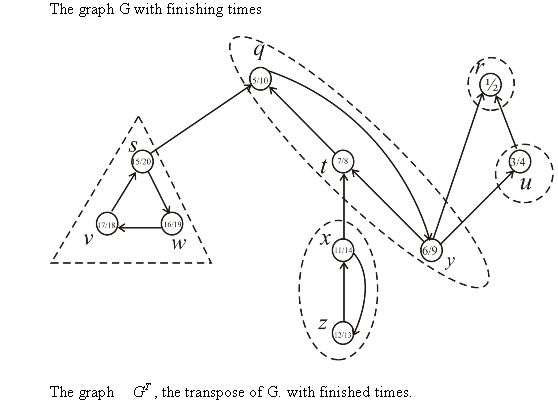 The graph G with finishing times
q
5/10
r
½
s
15/20
t
7/8
3/4
u
v
17/18
16/19
w
x
11/14
6/9
y
z
12/13
The graph G^T, the transpose of G. with finished times.